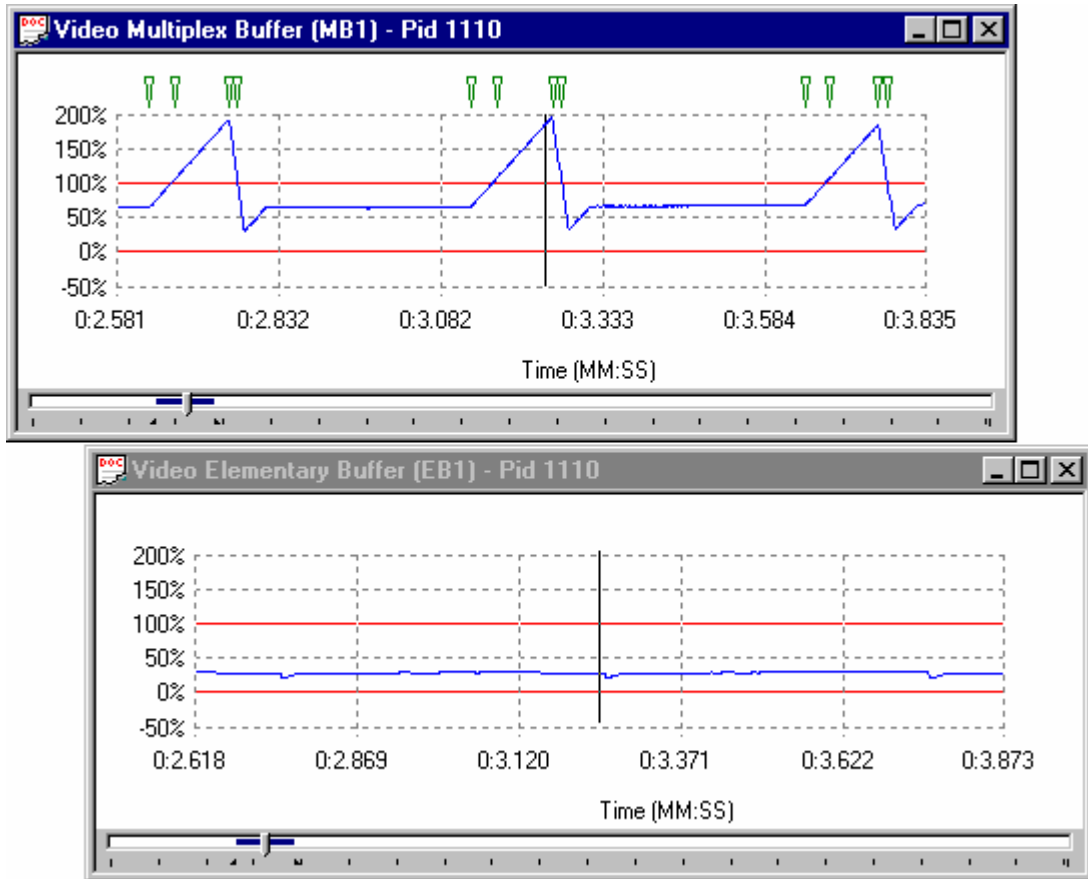 DOC Video Multiplex Buffer (MB1) - Pid 1110
200%
150%
100%
50%
0%
-50%
0:2.581 0:2.832 0:3.082 0:3.333 0:3.584 0:3.835
Time (MM:SS)
DOC Video Elementary Buffer (EB1) - Pid 1110
200%
150%
100%
50%
0%
-50%
0:2.618 0:2.869 0:3.120 0:3.371 0:3.622 0:3.873
Time (MM:SS)